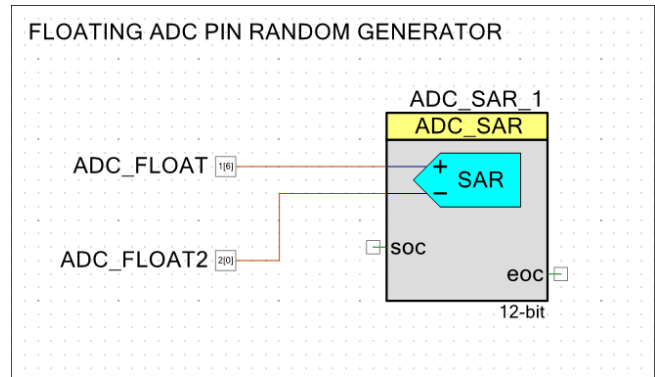 FLOATING ADC PIN RANDOM GENERATOR
ADC_SAR_1
ADC_SAR
ADC_FLOAT 1[6]
+ SAR
−
ADC_FLOAT2 2[0]
soc
eoc
12-bit